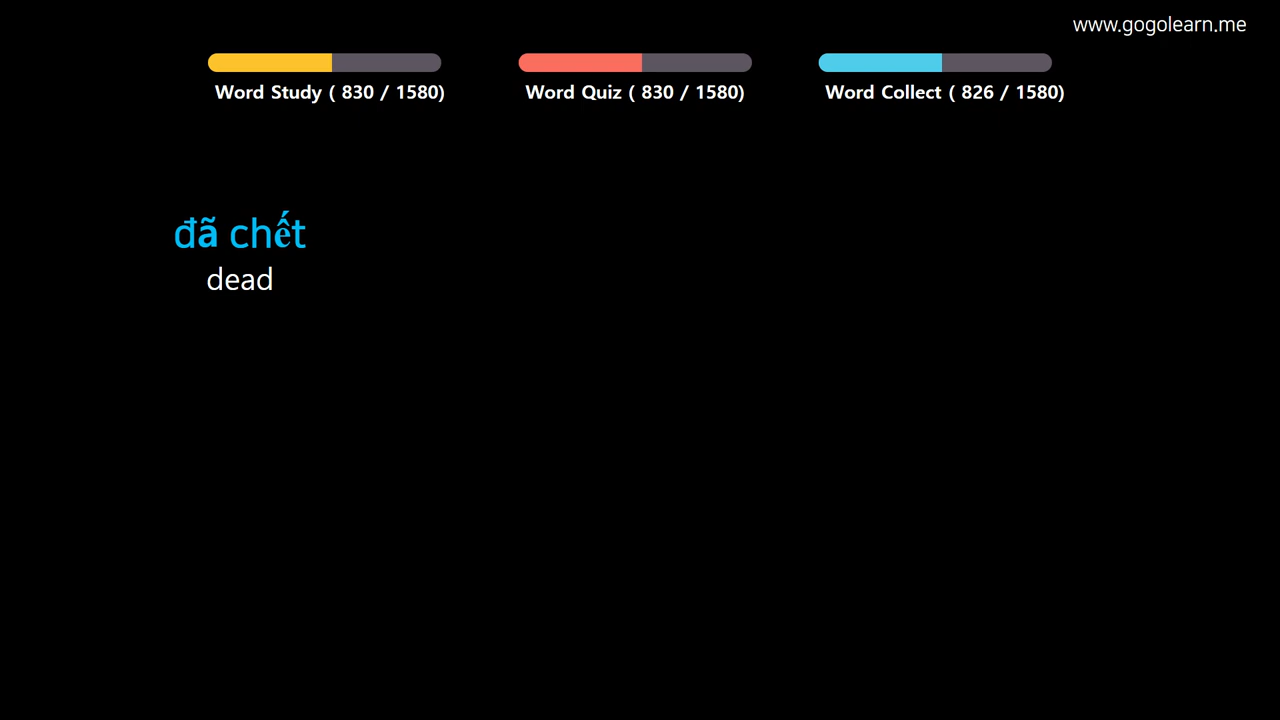 www.gogolearn.me
Word Study ( 830 / 1580)
Word Quiz ( 830 / 1580)
Word Collect ( 826 / 1580)
đã chết
dead